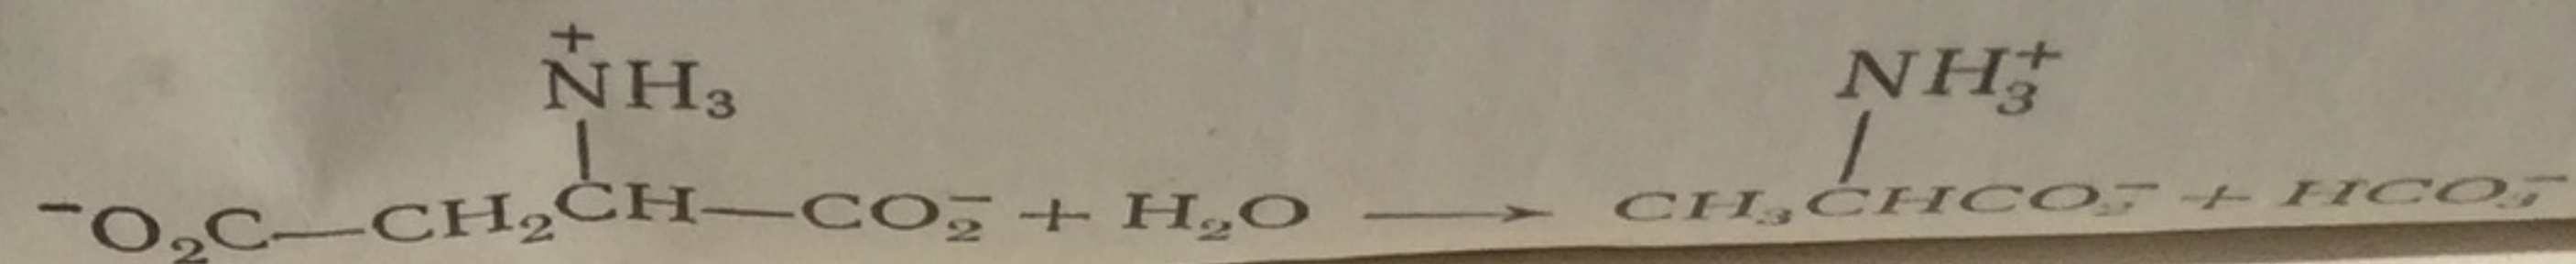 +
NH₃ NH₃⁺
⁻O₂C—CH₂CH—CO₂⁻ + H₂O ⟶ CH₃CHCO₂⁻ + HCO₃⁻